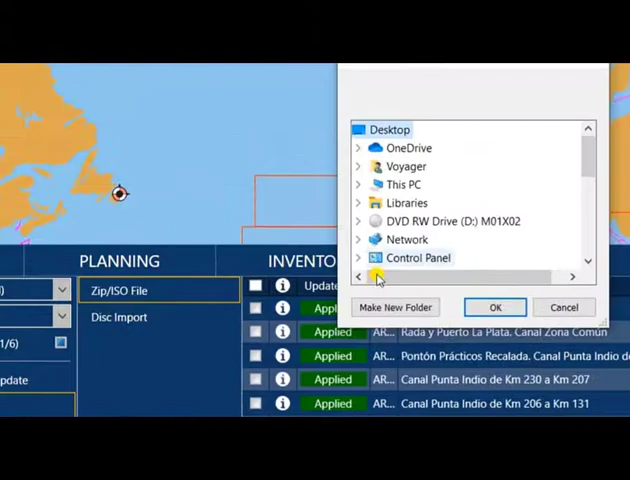 Desktop
OneDrive
Voyager
This PC
Libraries
DVD RW Drive (D:) M01X02
Network
Control Panel
Make New Folder
OK
Cancel
PLANNING
Zip/ISO File
Disc Import
1/6)
pdate
INVENTO
Update
Applied
Rada y Puerto La Plata. Canal Zona Común
Applied AR... Pontón Prácticos Recalada. Canal Punta Indio de
Applied AR... Canal Punta Indio de Km 230 a Km 207
Applied AR... Canal Punta Indio de Km 206 a Km 131